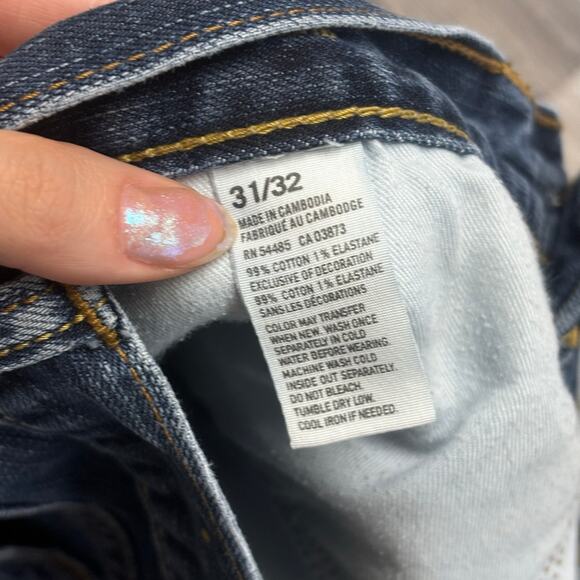 31/32
MADE IN CAMBODIA
FABRIQUÉ AU CAMBODGE
RN 54485 CA 03873
99% COTTON 1% ELASTANE
EXCLUSIVE OF DECORATION
99% COTON 1% ELASTANE
SANS LES DÉCORATIONS
COLOR MAY TRANSFER
WHEN NEW. WASH ONCE
SEPARATELY IN COLD
WATER BEFORE WEARING.
MACHINE WASH COLD
INSIDE OUT SEPARATELY.
DO NOT BLEACH.
TUMBLE DRY LOW.
COOL IRON IF NEEDED.